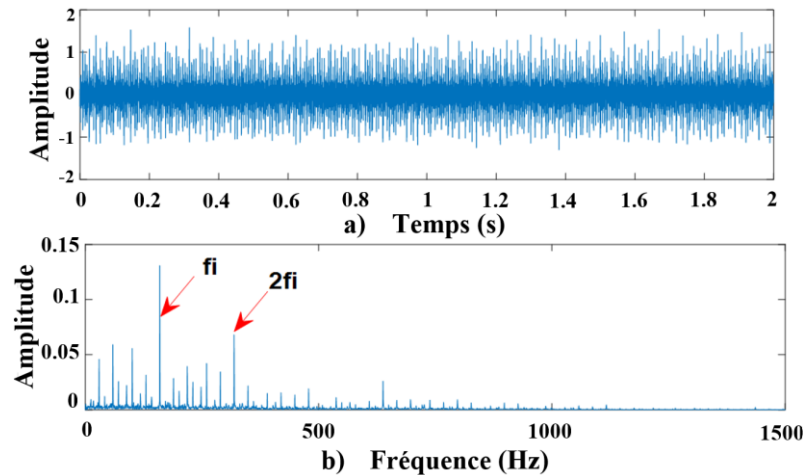 Amplitude
2
1
0
-1
-2
0 0.2 0.4 0.6 0.8 1 1.2 1.4 1.6 1.8 2
a) Temps (s)
Amplitude
0.15
0.1
0.05
0
fi
2fi
0 500 1000 1500
b) Fréquence (Hz)